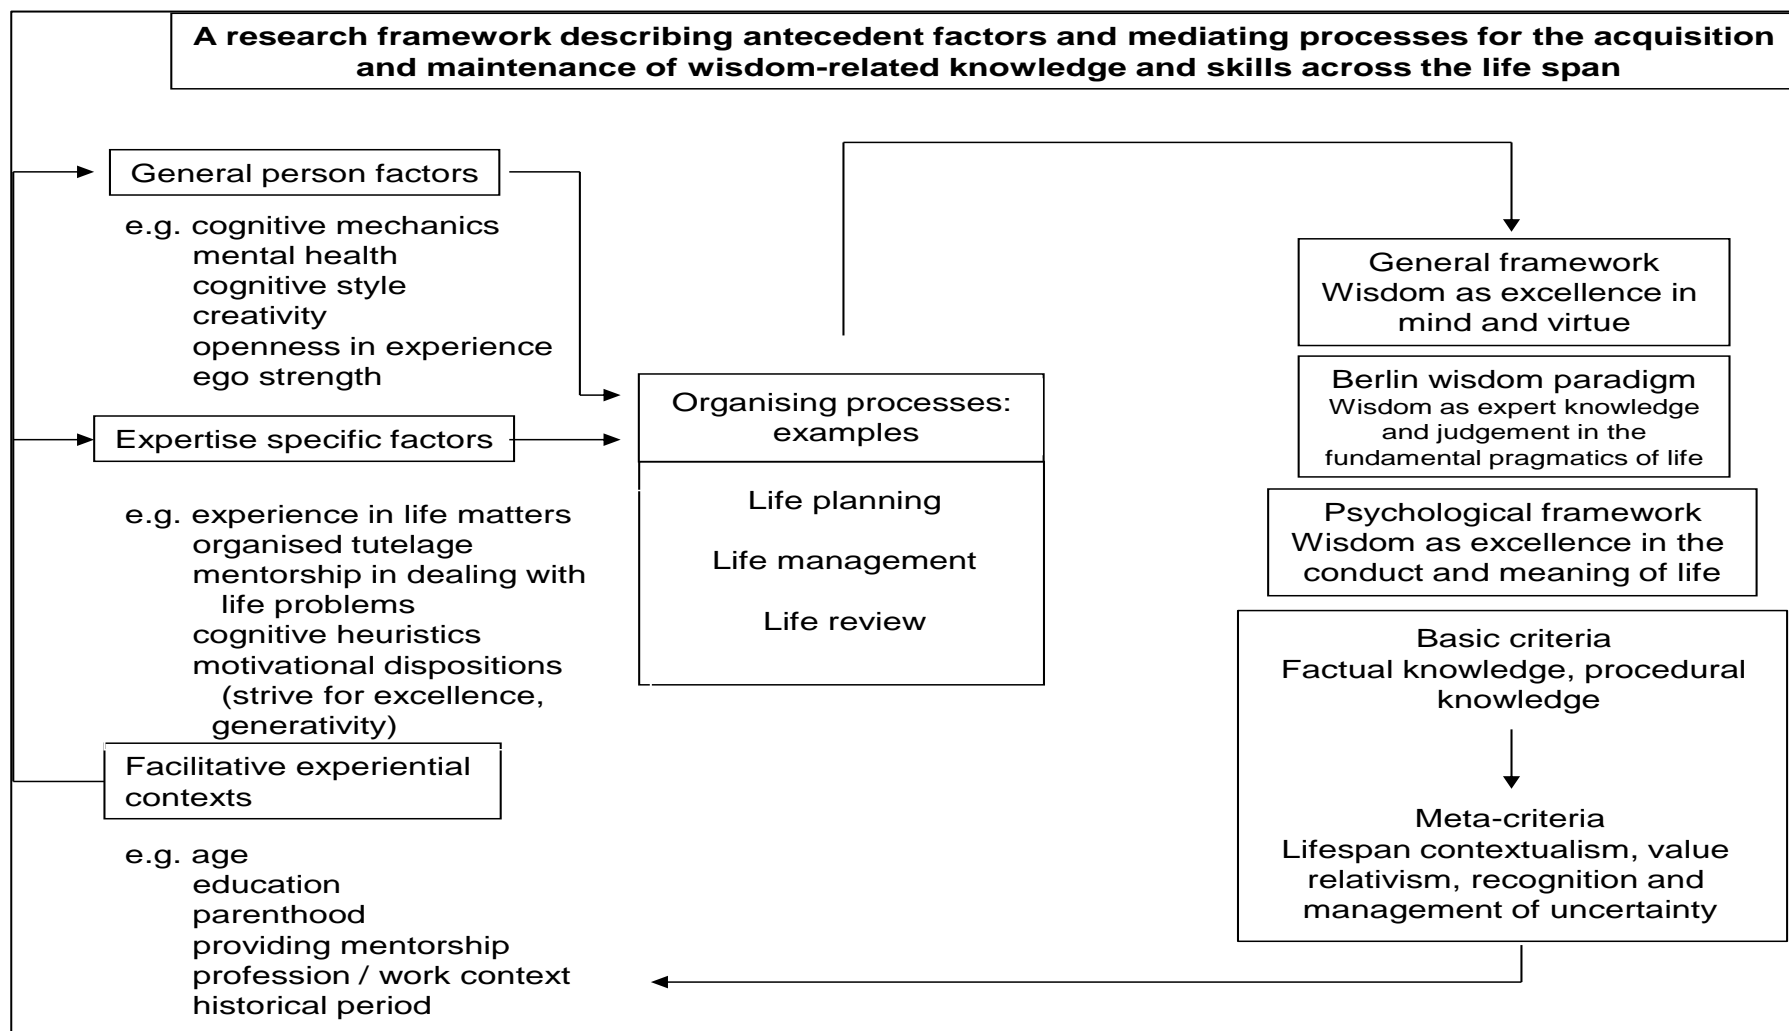 A research framework describing antecedent factors and mediating processes for the acquisition
and maintenance of wisdom-related knowledge and skills across the life span
General person factors
e.g. cognitive mechanics
mental health
cognitive style
creativity
openness in experience
ego strength
Expertise specific factors
e.g. experience in life matters
organised tutelage
mentorship in dealing with
life problems
cognitive heuristics
motivational dispositions
(strive for excellence,
generativity)
Facilitative experiential
contexts
e.g. age
education
parenthood
providing mentorship
profession / work context
historical period
Organising processes:
examples
Life planning
Life management
Life review
General framework
Wisdom as excellence in
mind and virtue
Berlin wisdom paradigm
Wisdom as expert knowledge
and judgement in the
fundamental pragmatics of life
Psychological framework
Wisdom as excellence in the
conduct and meaning of life
Basic criteria
Factual knowledge, procedural
knowledge
Meta-criteria
Lifespan contextualism, value
relativism, recognition and
management of uncertainty